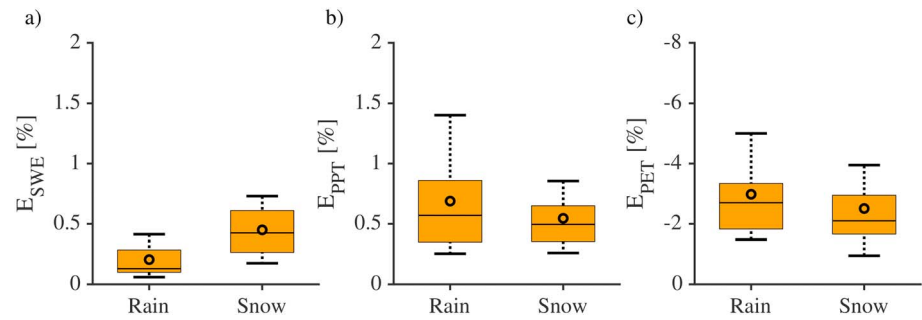 a)
E_SWE [%]
2
1.5
1
0.5
0
Rain Snow
b)
E_PPT [%]
2
1.5
1
0.5
0
Rain Snow
c)
E_PET [%]
-8
-6
-4
-2
0
Rain Snow